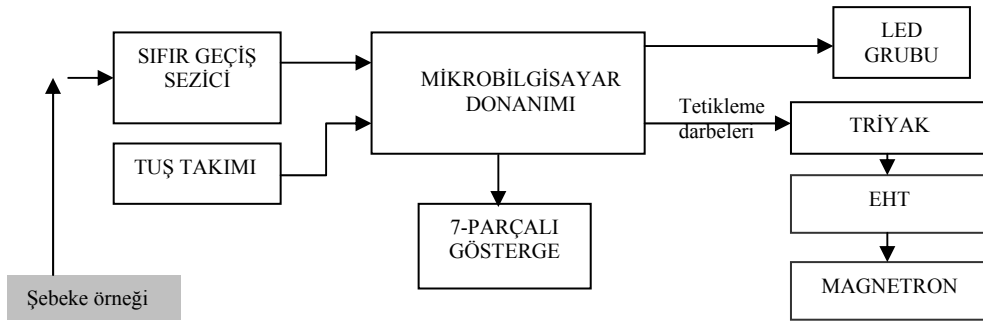 SIFIR GEÇİŞ
SEZİCİ
TUŞ TAKIMI
Şebeke örneği
MİKROBİLGİSAYAR
DONANIMI
7-PARÇALI
GÖSTERGE
LED
GRUBU
Tetikleme
darbeleri
TRİYAK
EHT
MAGNETRON